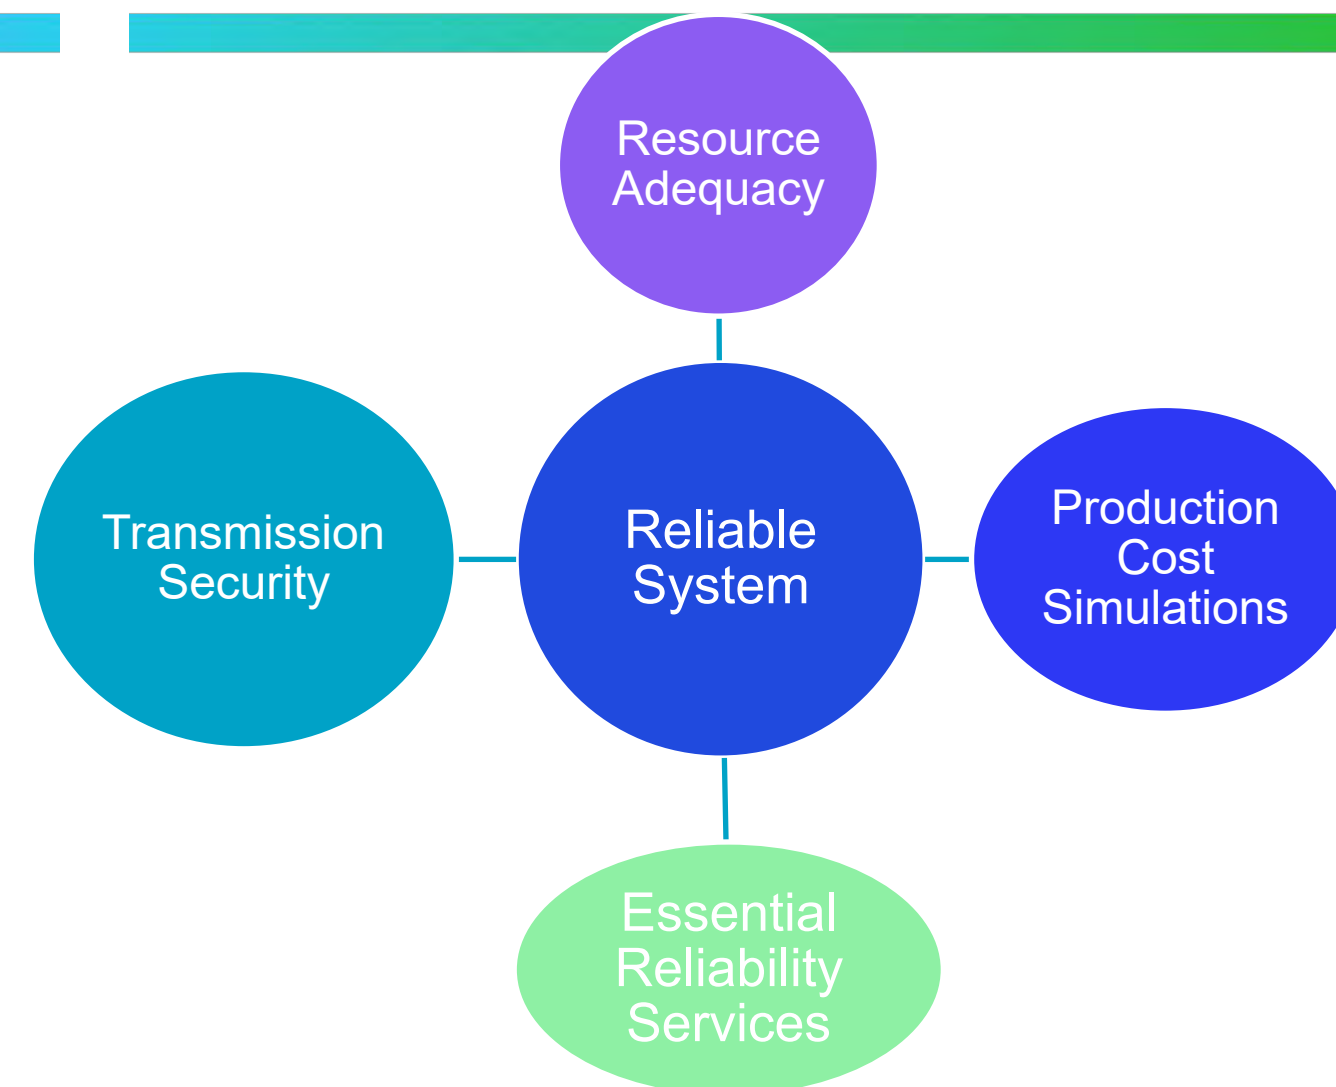 Resource
Adequacy
Transmission
Security
Reliable
System
Production
Cost
Simulations
Essential
Reliability
Services